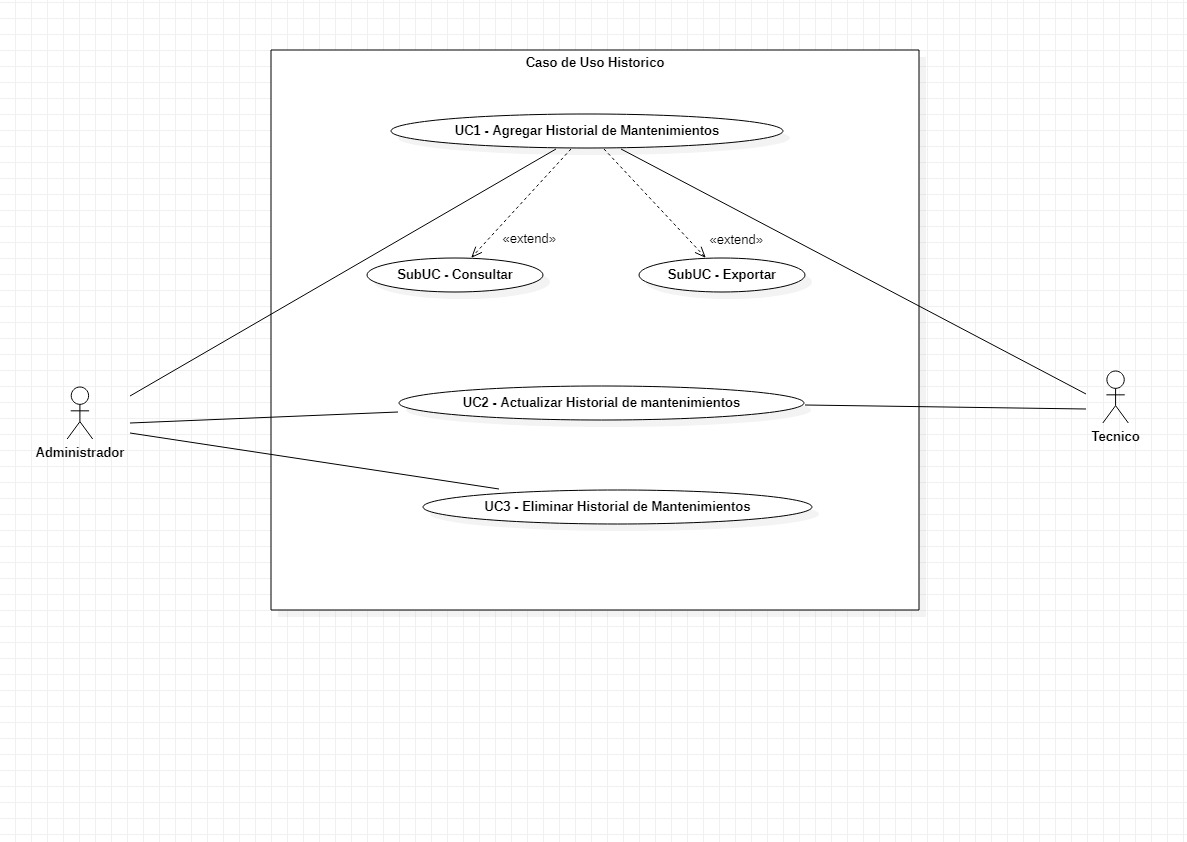 Caso de Uso Historico
UC1 - Agregar Historial de Mantenimientos
«extend»
«extend»
SubUC - Consultar
SubUC - Exportar
UC2 - Actualizar Historial de mantenimientos
Administrador
Tecnico
UC3 - Eliminar Historial de Mantenimientos